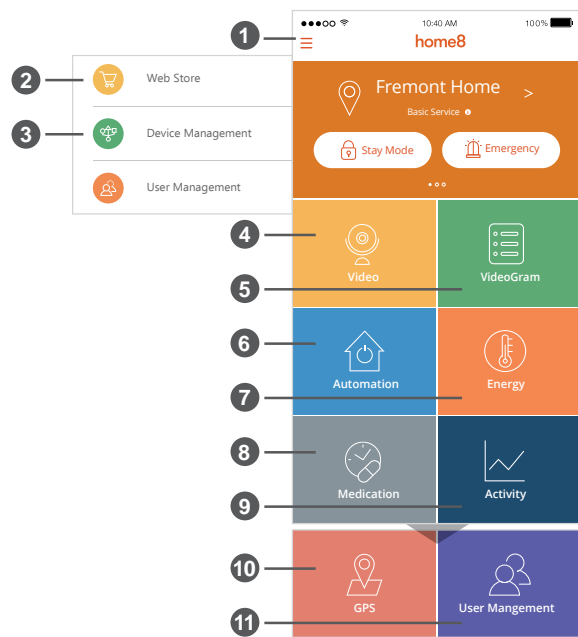 1
10:40 AM
100%
home8
2
Web Store
3
Device Management
User Management
Fremont Home >
Basic Service
Stay Mode
Emergency
4
Video
5
VideoGram
6
Automation
7
Energy
8
Medication
9
Activity
10
GPS
11
User Mangement